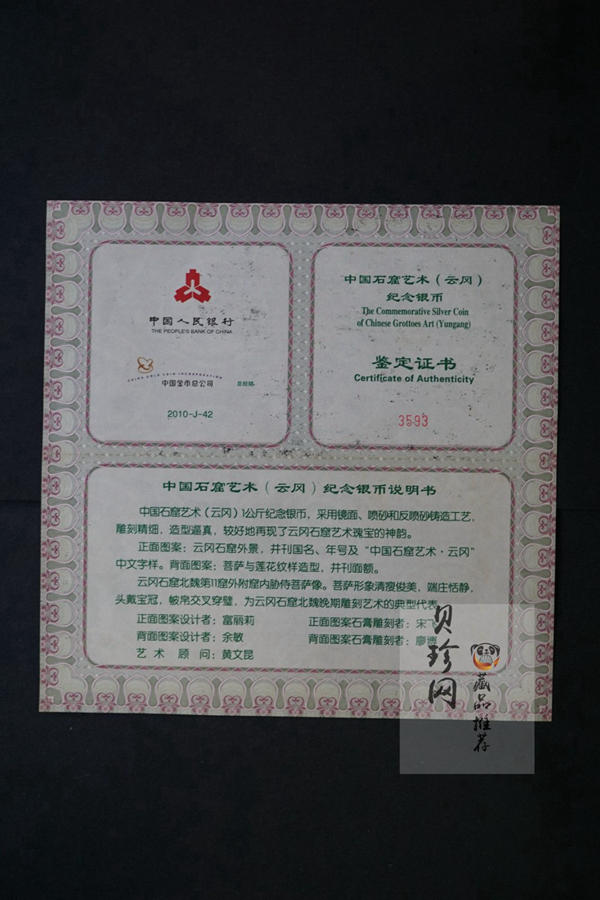 中国人民银行
THE PEOPLE'S BANK OF CHINA
CHINA GOLD COIN INCORPORATION
中国金币总公司 总经销
2010-J-42
中国石窟艺术（云冈）
纪念银币
The Commemorative Silver Coin
of Chinese Grottoes Art (Yungang)
鉴定证书
Certificate of Authenticity
3593
中国石窟艺术（云冈）纪念银币说明书
中国石窟艺术（云冈）1公斤纪念银币，采用镜面、喷砂和反喷砂铸造工艺，
雕刻精细，造型逼真，较好地再现了云冈石窟艺术瑰宝的神韵。
正面图案：云冈石窟外景，并刊国名、年号及“中国石窟艺术·云冈”
中文字样。背面图案：菩萨与莲花纹样造型，并刊面额。
云冈石窟北魏第11窟外附窟内胁侍菩萨像。菩萨形象清瘦俊美，端庄恬静，
头戴宝冠，帔帛交叉穿璧，为云冈石窟北魏晚期雕刻艺术的典型代表
正面图案设计者：富丽莉 正面图案石膏雕刻者：宋飞
背面图案设计者：余敏 背面图案石膏雕刻者：廖
艺术顾问：黄文昆
贝珍网
藏品推荐